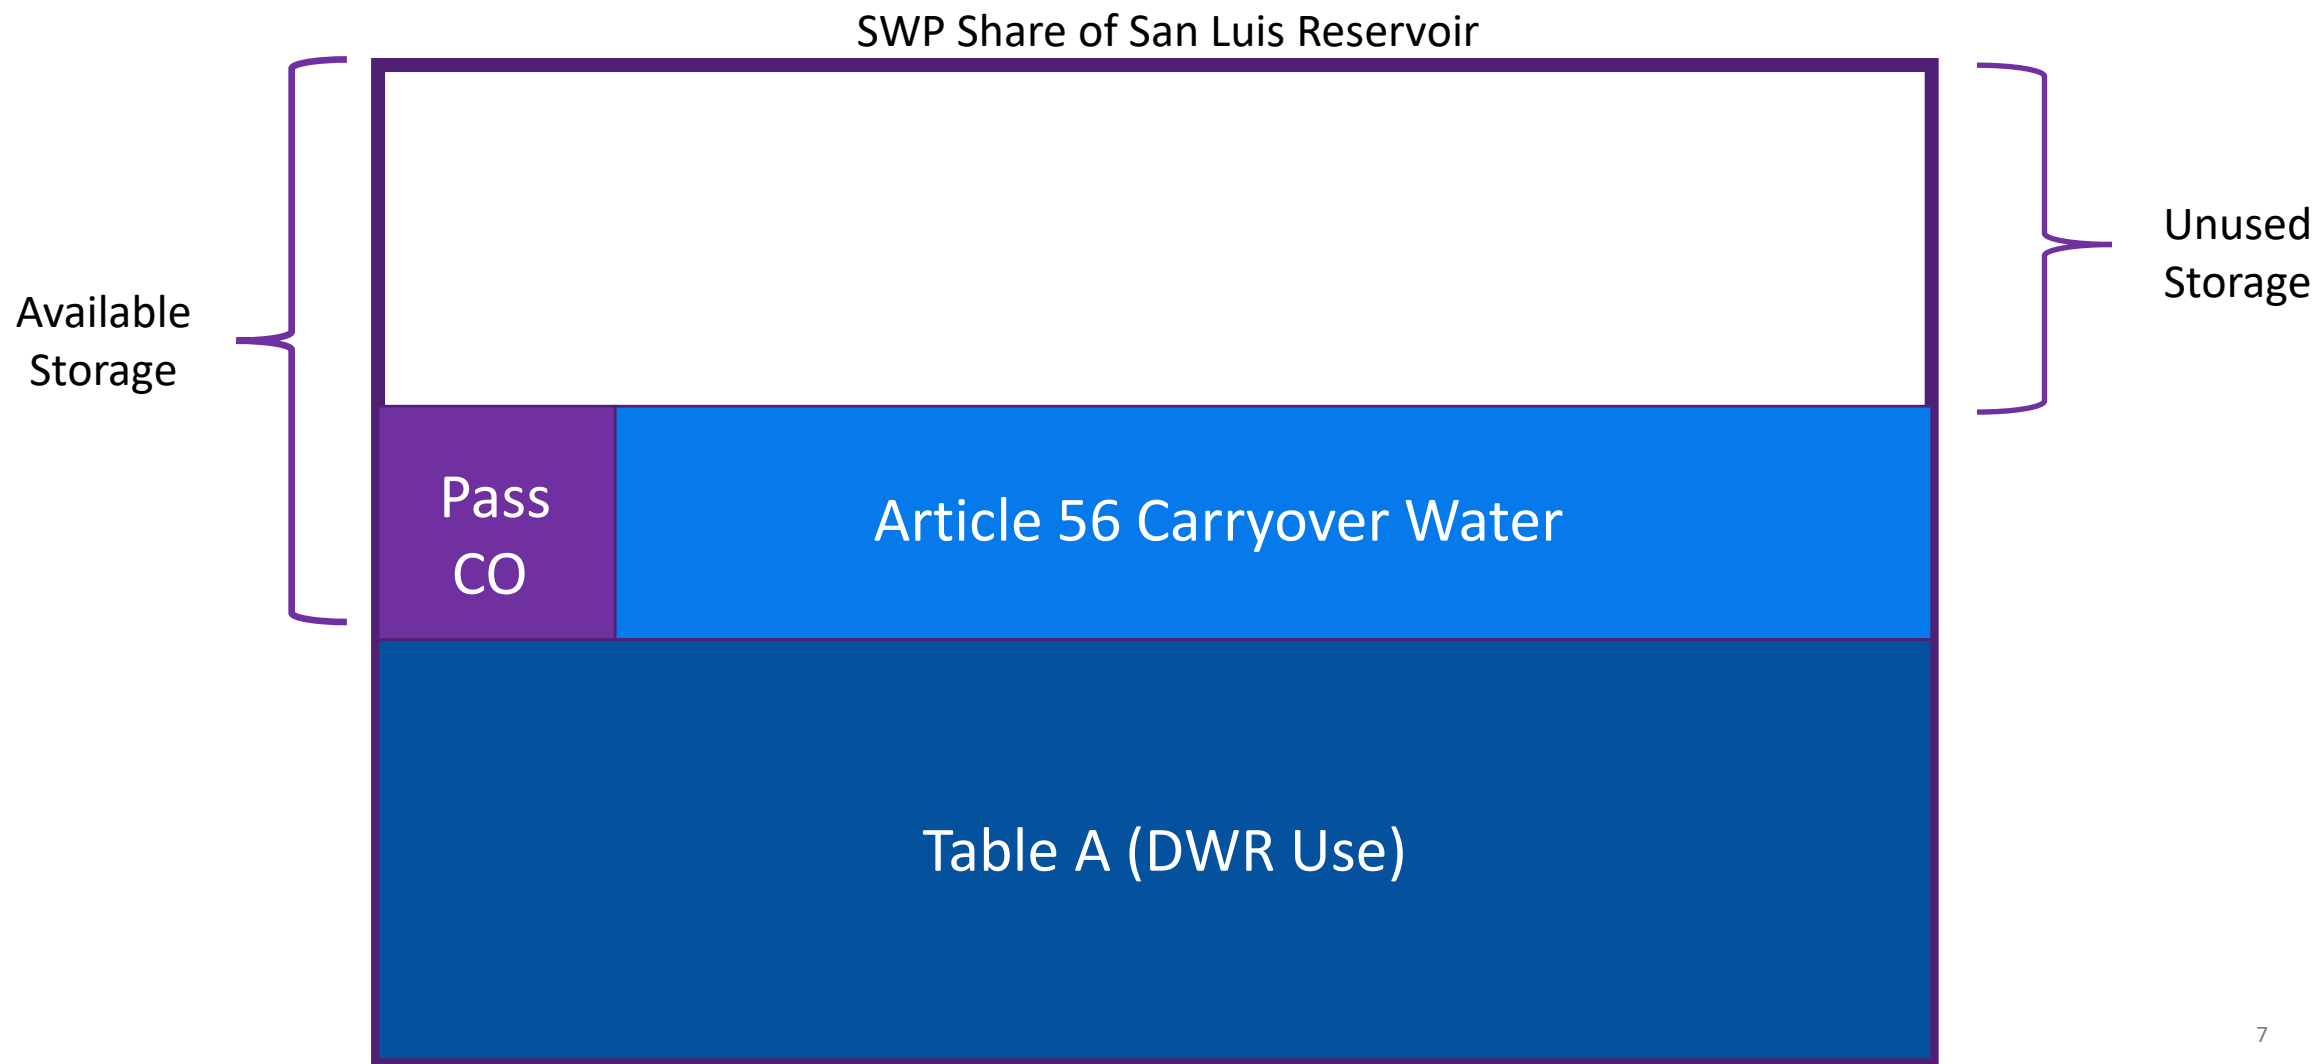 SWP Share of San Luis Reservoir
Available
Storage
Unused
Storage
Pass
CO
Article 56 Carryover Water
Table A (DWR Use)
7